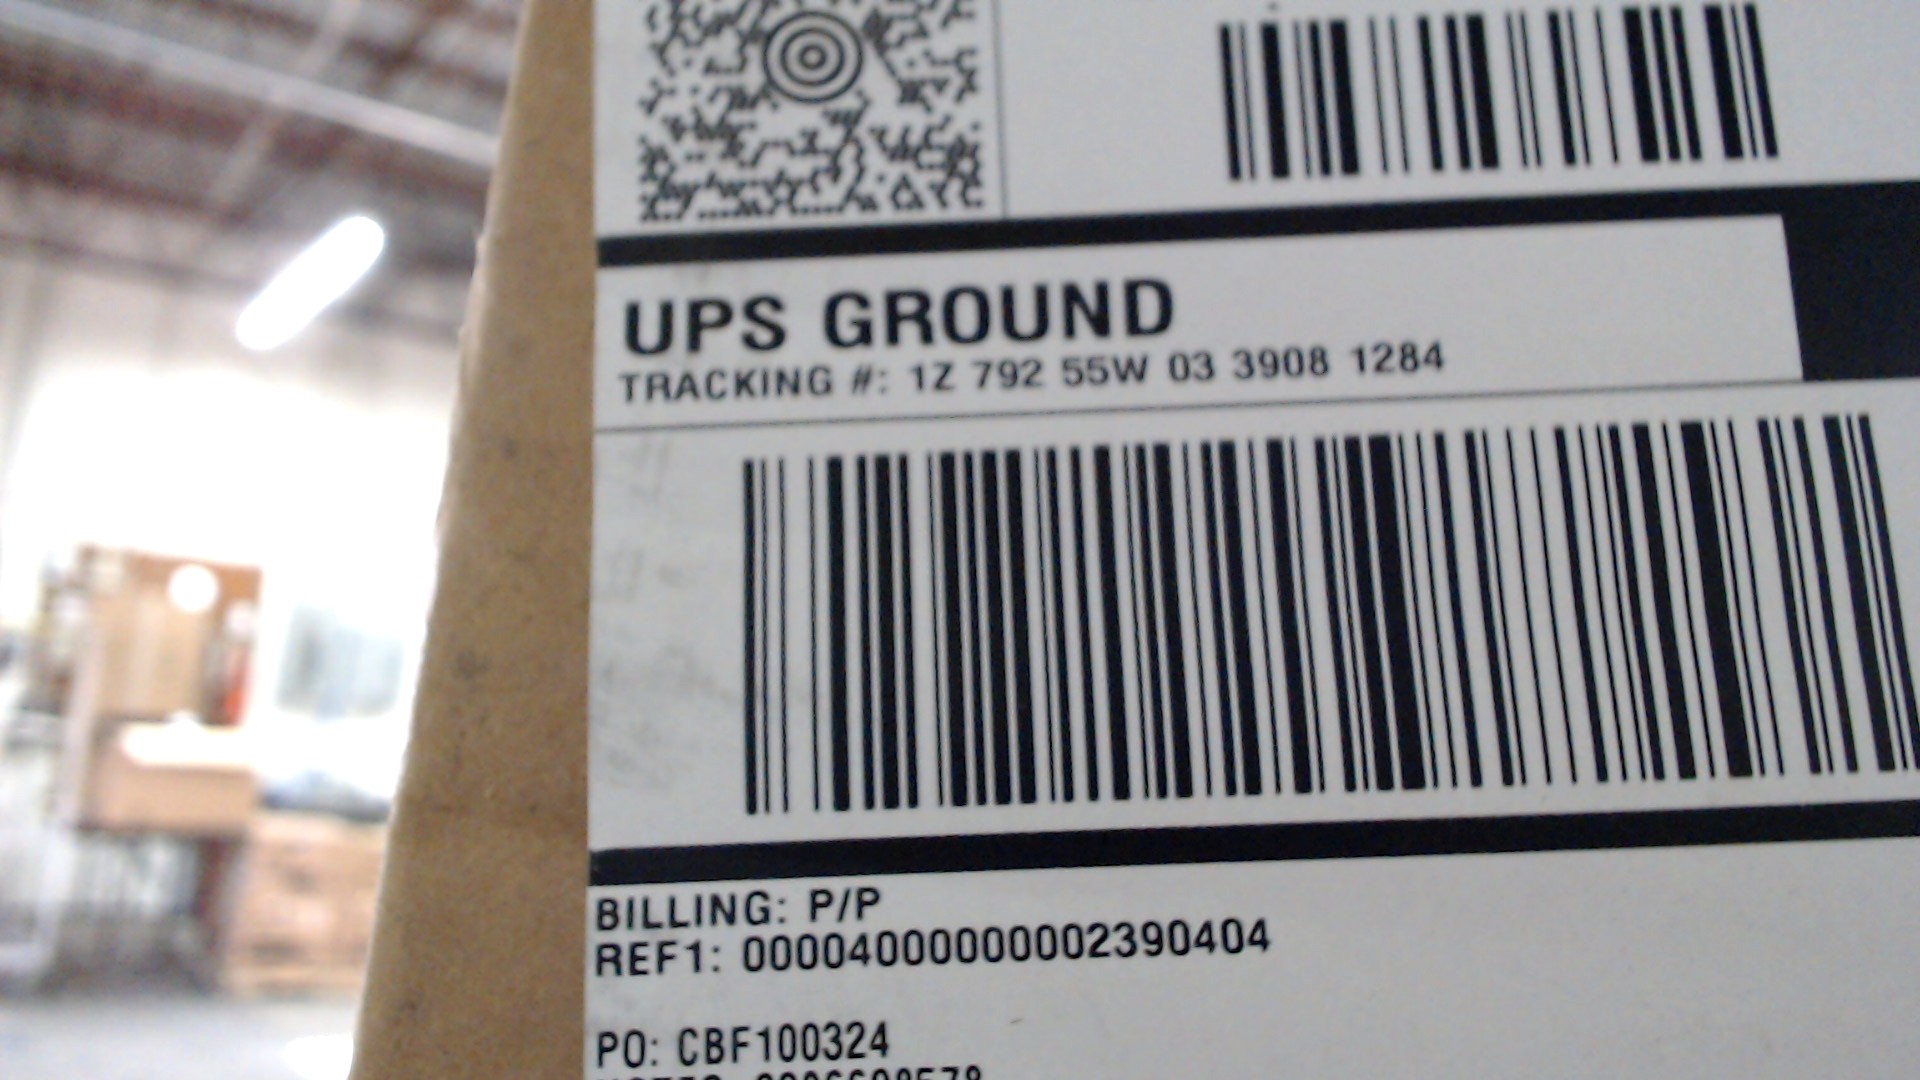 UPS GROUND
TRACKING #: 1Z 792 55W 03 3908 1284
BILLING: P/P
REF1: 00004000000002390404
PO: CBF100324